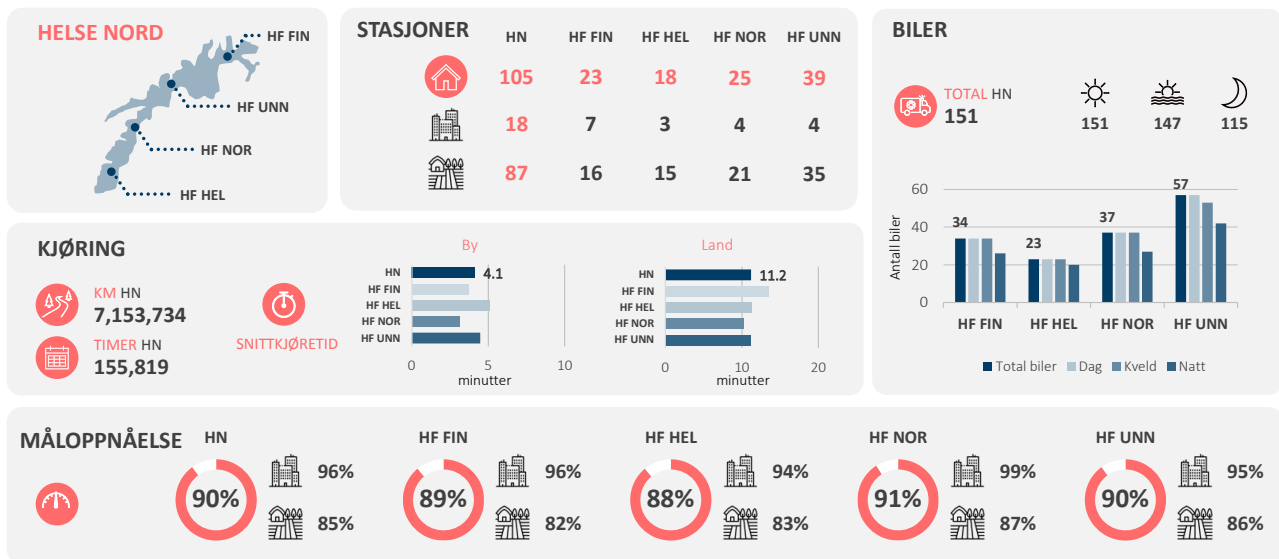 HELSE NORD
HF FIN
HF UNN
HF NOR
HF HEL
STASJONER
HN HF FIN HF HEL HF NOR HF UNN
105 23 18 25 39
18 7 3 4 4
87 16 15 21 35
BILER
TOTAL HN
151
151 147 115
Antall biler
60
40
20
0
34
23
37
57
HF FIN HF HEL HF NOR HF UNN
Total biler Dag Kveld Natt
KJØRING
KM HN
7,153,734
TIMER HN
155,819
SNITTKJØRETID
By
HN
4.1
HF FIN
HF HEL
HF NOR
HF UNN
0 5 10
minutter
Land
HN
11.2
HF FIN
HF HEL
HF NOR
HF UNN
0 10 20
minutter
MÅLOPPNÅELSE
HN
90%
96%
85%
HF FIN
89%
96%
82%
HF HEL
88%
94%
83%
HF NOR
91%
99%
87%
HF UNN
90%
95%
86%